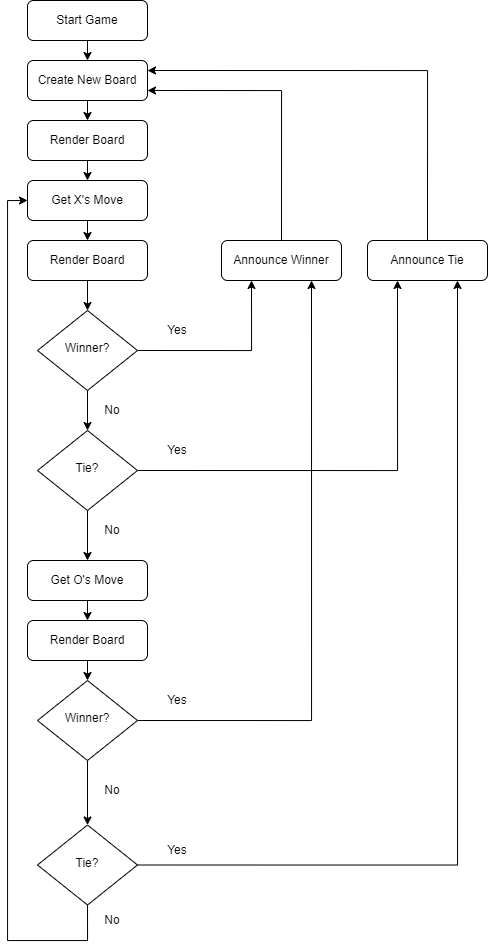 Start Game
Create New Board
Render Board
Get X's Move
Render Board
Announce Winner
Announce Tie
Winner?
Yes
No
Tie?
Yes
No
Get O's Move
Render Board
Winner?
Yes
No
Tie?
Yes
No